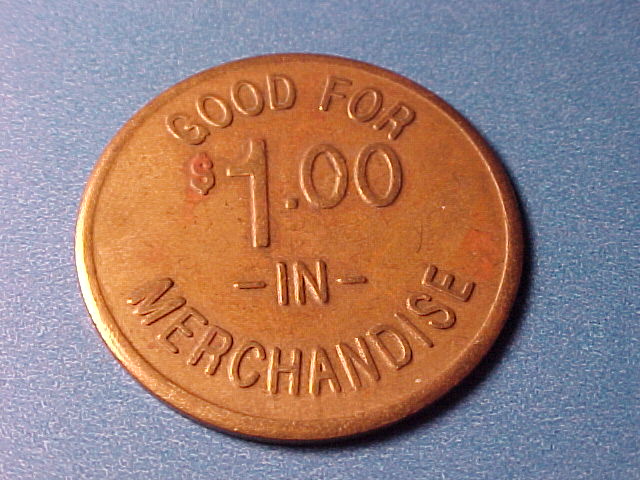 GOOD FOR
$1.00
-IN-
MERCHANDISE